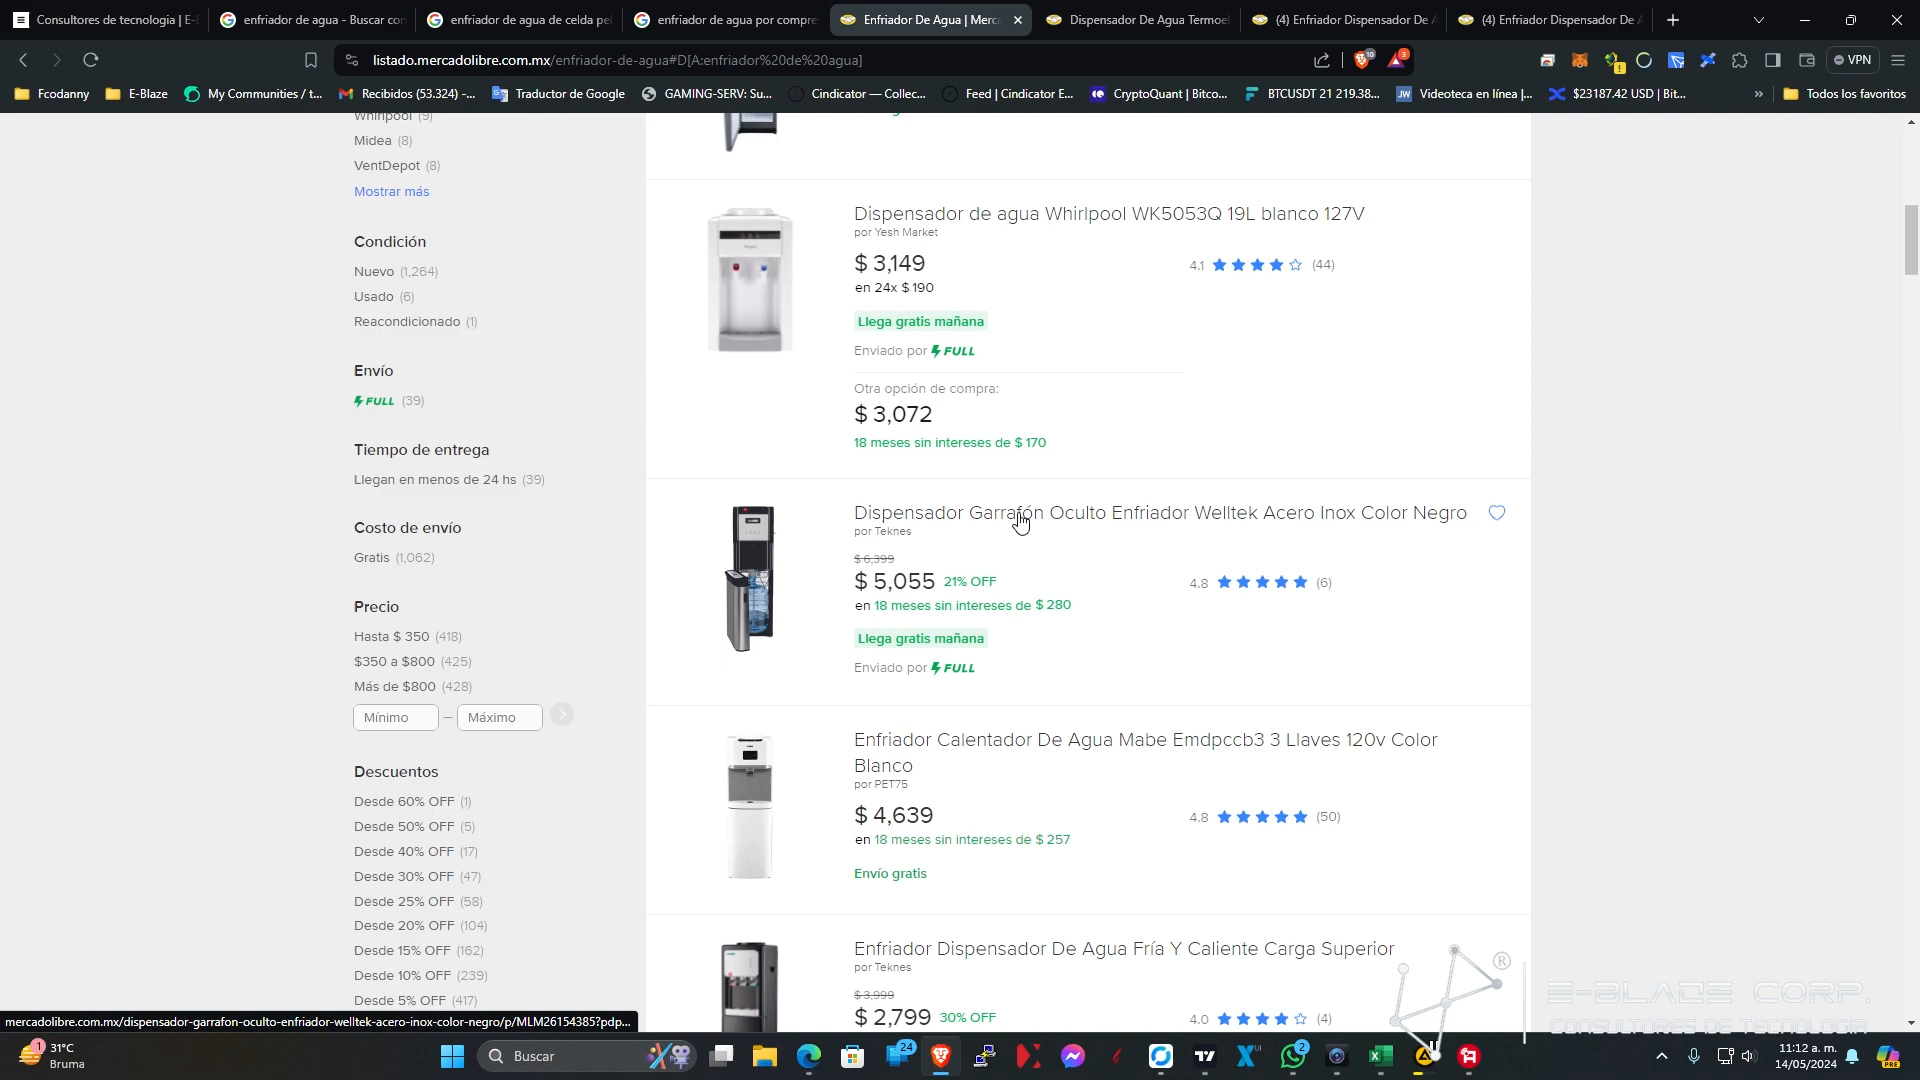 Consultores de tecnología | E-
enfriador de agua - Buscar con
enfriador de agua de celda pel
enfriador de agua por compre
Enfriador De Agua | Merc
Dispensador De Agua Termoel
(4) Enfriador Dispensador De A
(4) Enfriador Dispensador De A
listado.mercadolibre.com.mx/enfriador-de-agua#D[A:enfriador%20de%20agua]
VPN
Fcodanny
E-Blaze
My Communities / t...
Recibidos (53.324) -...
Traductor de Google
GAMING-SERV: Su...
Cindicator — Collec...
Feed | Cindicator E...
CryptoQuant | Bitco...
BTCUSDT 21 219.38...
Videoteca en línea |...
$23187.42 USD | Bit...
Todos los favoritos
Whirlpool (9)
Midea (8)
VentDepot (8)
Mostrar más
Condición
Nuevo (1,264)
Usado (6)
Reacondicionado (1)
Envío
FULL (39)
Tiempo de entrega
Llegan en menos de 24 hs (39)
Costo de envío
Gratis (1,062)
Precio
Hasta $ 350 (418)
$350 a $800 (425)
Más de $800 (428)
Mínimo — Máximo
Descuentos
Desde 60% OFF (1)
Desde 50% OFF (5)
Desde 40% OFF (17)
Desde 30% OFF (47)
Desde 25% OFF (58)
Desde 20% OFF (104)
Desde 15% OFF (162)
Desde 10% OFF (239)
Desde 5% OFF (417)
Dispensador de agua Whirlpool WK5053Q 19L blanco 127V
por Yesh Market
$ 3,149
4.1 (44)
en 24x $ 190
Llega gratis mañana
Enviado por FULL
Otra opción de compra:
$ 3,072
18 meses sin intereses de $ 170
Dispensador Garrafón Oculto Enfriador Welltek Acero Inox Color Negro
por Teknes
$ 6,399
$ 5,055 21% OFF
4.8 (6)
en 18 meses sin intereses de $ 280
Llega gratis mañana
Enviado por FULL
Enfriador Calentador De Agua Mabe Emdpccb3 3 Llaves 120v Color
Blanco
por PET75
$ 4,639
4.8 (50)
en 18 meses sin intereses de $ 257
Envío gratis
Enfriador Dispensador De Agua Fría Y Caliente Carga Superior
por Teknes
$ 3,999
$ 2,799 30% OFF
4.0 (4)
E-BLAZE CORP.
CONSULTORES DE TECNOLOGIA
mercadolibre.com.mx/dispensador-garrafon-oculto-enfriador-welltek-acero-inox-color-negro/p/MLM26154385?pdp...
31°C
Bruma
Buscar
24
2
11:12 a. m.
14/05/2024